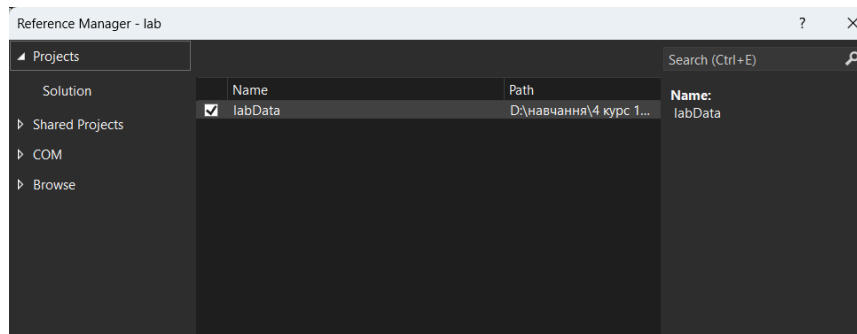 Reference Manager - lab ? ×
Projects
Search (Ctrl+E)
Solution
Name Path
Name:
labData D:\навчання\4 курс 1...
labData
Shared Projects
COM
Browse